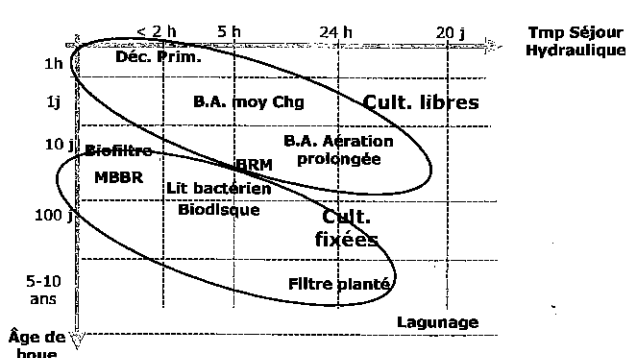 < 2 h 5 h 24 h 20 j Tmp Séjour
Hydraulique
1h
Déc. Prim.
1j
B.A. moy Chg
Cult. libres
10 j
Biofiltre
BRM
B.A. Aération
prolongée
MBBR
Lit bactérien
Biodisque
100 j
Cult.
fixées
5-10
ans
Filtre planté
Lagunage
Âge de
boue